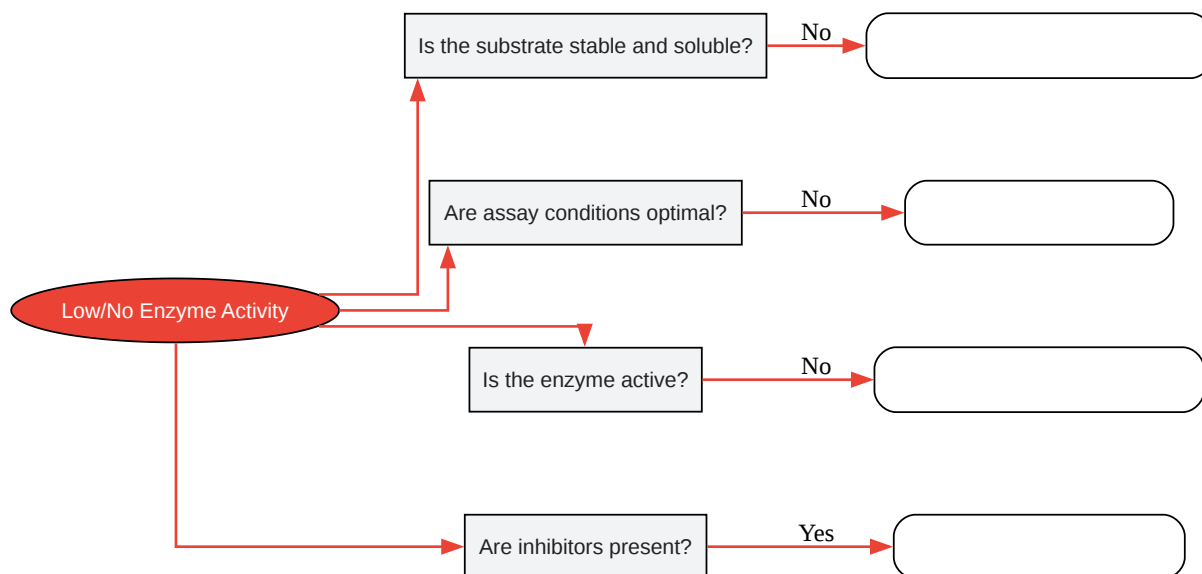 Is the substrate stable and soluble?
No
Are assay conditions optimal?
No
Low/No Enzyme Activity
Is the enzyme active?
No
Are inhibitors present?
Yes